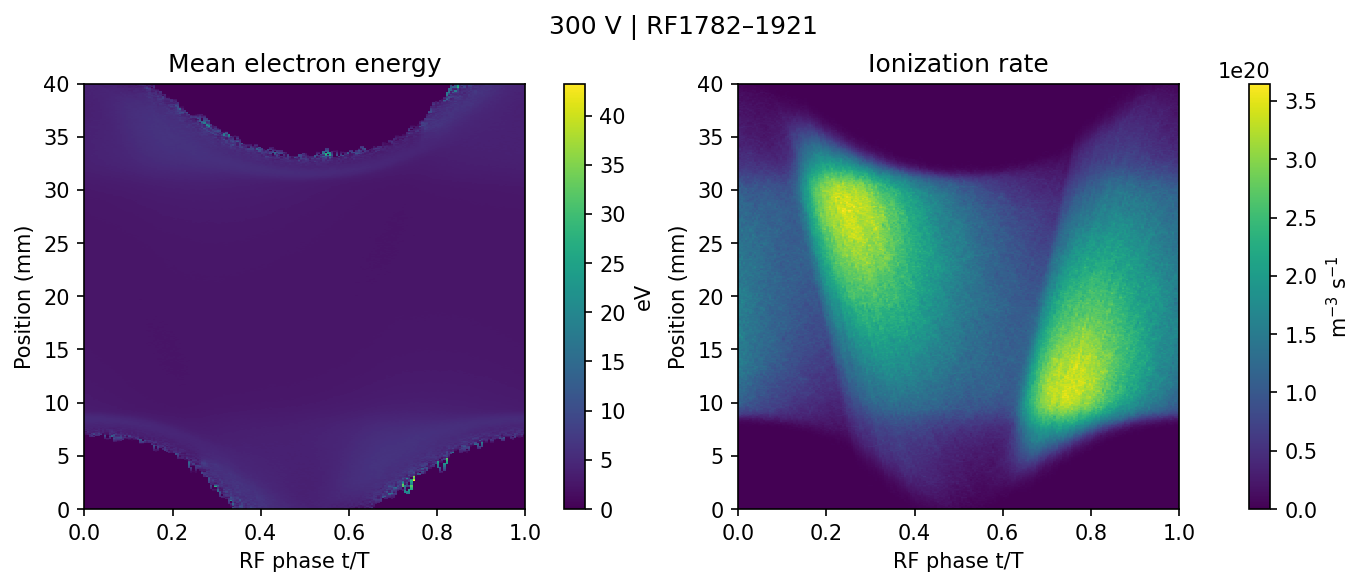 300 V | RF1782–1921
Mean electron energy
Position (mm)
40
35
30
25
20
15
10
5
0
0.0 0.2 0.4 0.6 0.8 1.0
RF phase t/T
40
35
30
25
20
15
10
5
0
eV
Ionization rate
Position (mm)
40
35
30
25
20
15
10
5
0
0.0 0.2 0.4 0.6 0.8 1.0
RF phase t/T
1e20
3.5
3.0
2.5
2.0
1.5
1.0
0.5
0.0
m⁻³ s⁻¹